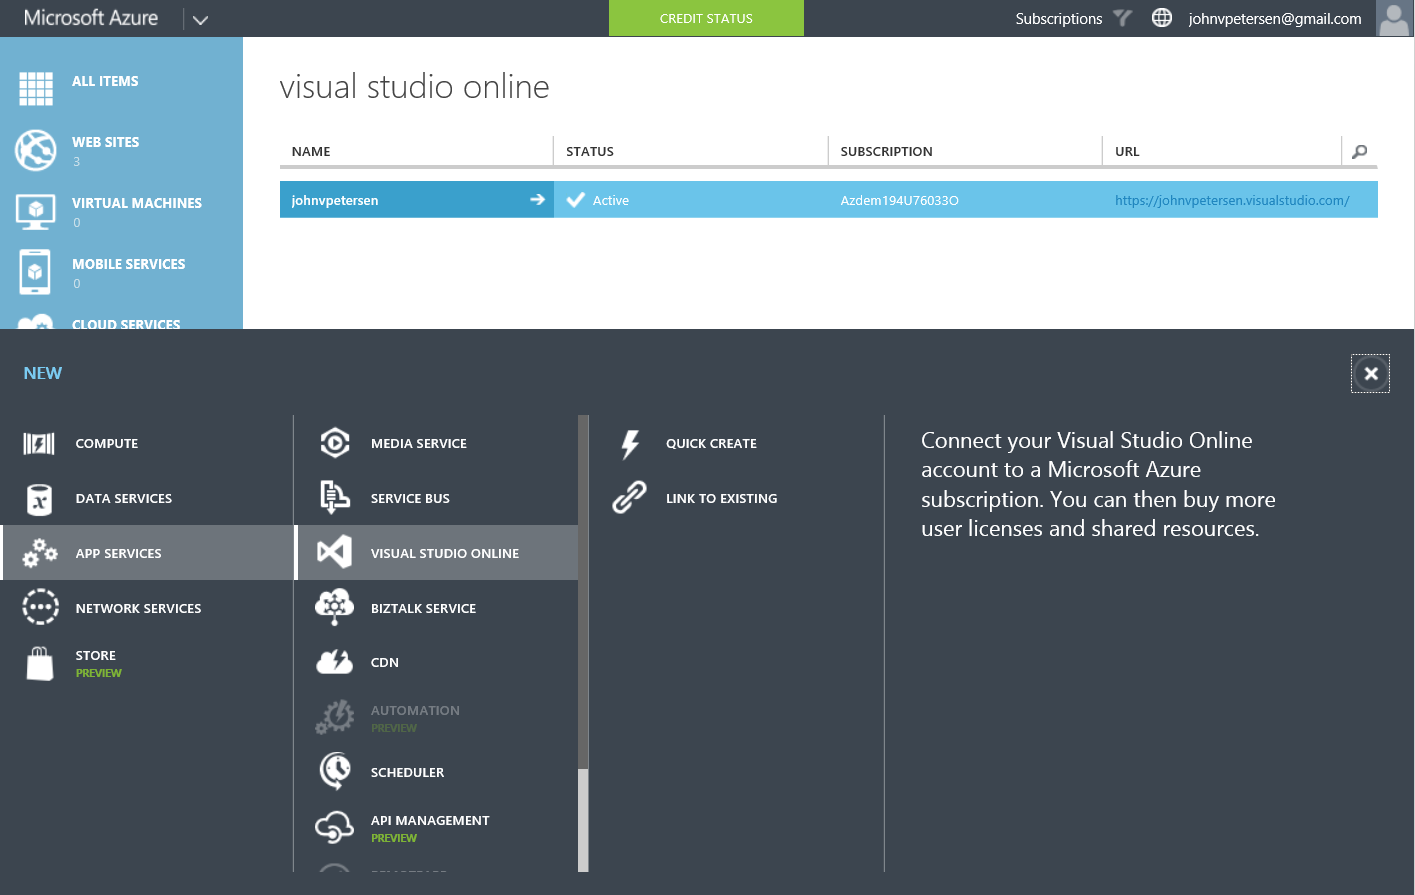 Microsoft Azure
CREDIT STATUS
Subscriptions
johnvpetersen@gmail.com
ALL ITEMS
WEB SITES
3
VIRTUAL MACHINES
0
MOBILE SERVICES
0
CLOUD SERVICES
visual studio online
NAME STATUS SUBSCRIPTION URL
johnvpetersen Active Azdem194U76033O https://johnvpetersen.visualstudio.com/
NEW
COMPUTE
DATA SERVICES
APP SERVICES
NETWORK SERVICES
STORE
PREVIEW
MEDIA SERVICE
SERVICE BUS
VISUAL STUDIO ONLINE
BIZTALK SERVICE
CDN
AUTOMATION
PREVIEW
SCHEDULER
API MANAGEMENT
PREVIEW
QUICK CREATE
LINK TO EXISTING
Connect your Visual Studio Online
account to a Microsoft Azure
subscription. You can then buy more
user licenses and shared resources.